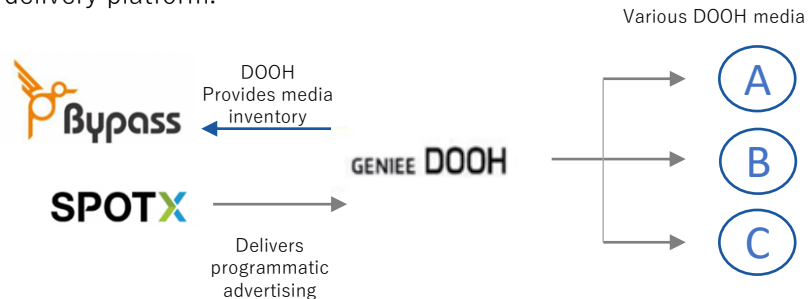 delivery platform.
Various DOOH media
DOOH
Provides media
inventory
Bypass
GENIEE DOOH
SPOTX
Delivers
programmatic
advertising
A
B
C